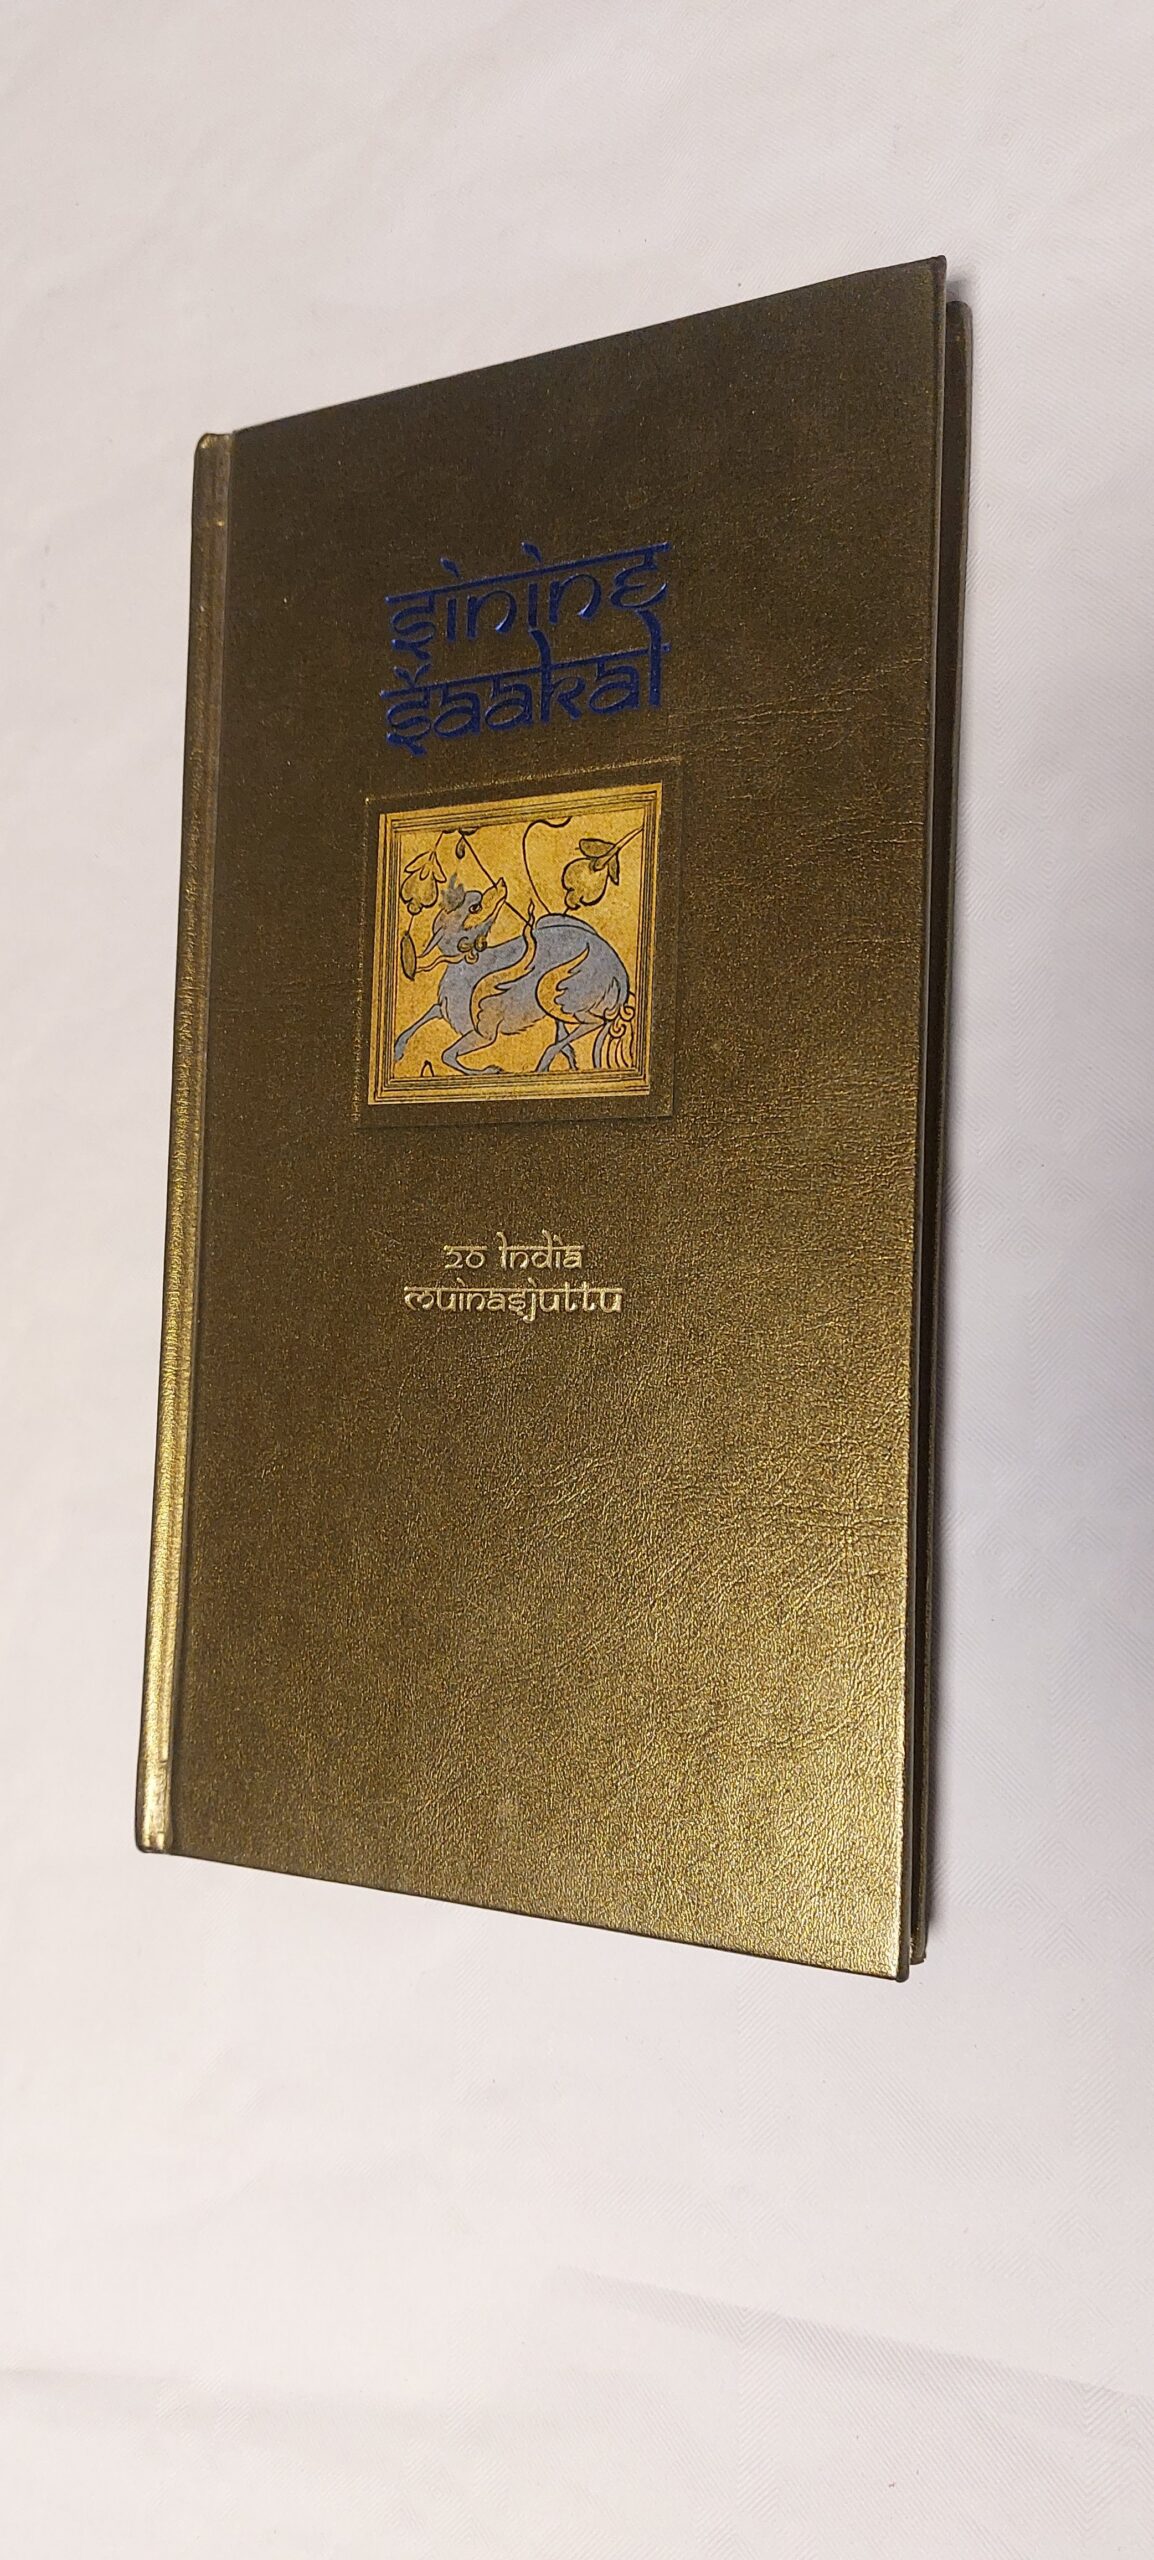 sinine
šaakal
20 India
muinasjuttu